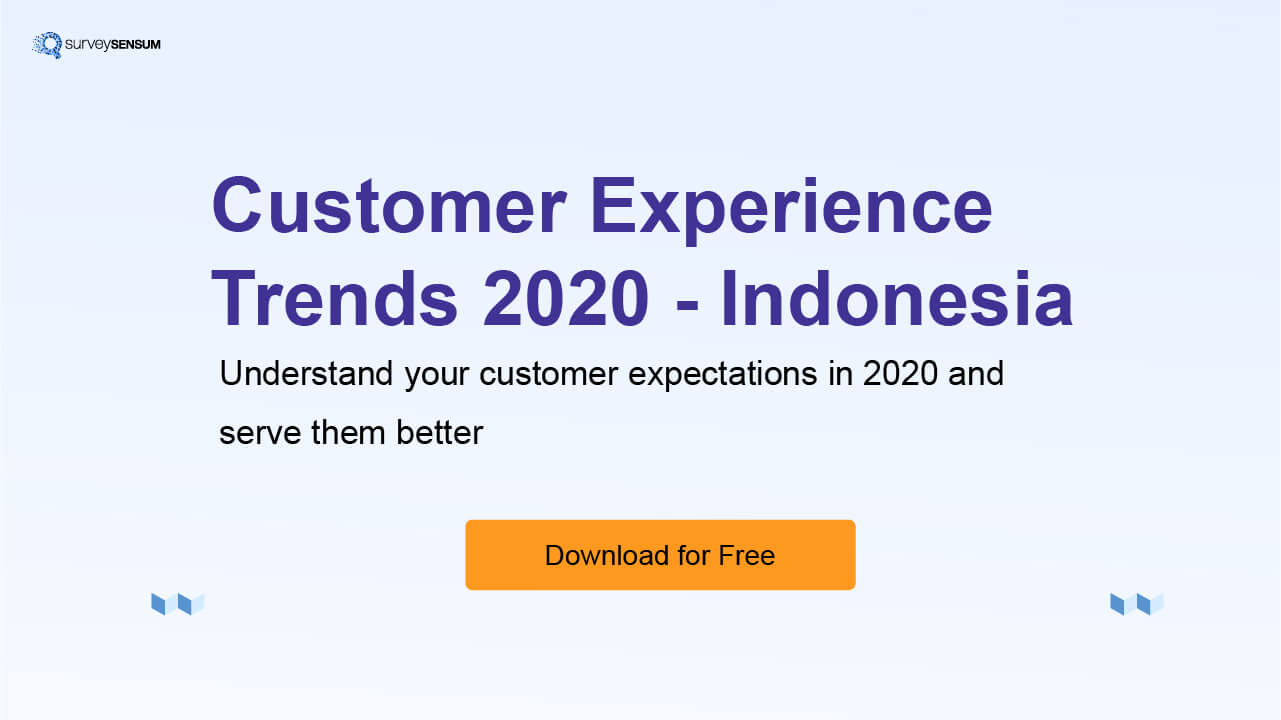 surveySENSUM
Customer Experience
Trends 2020 - Indonesia
Understand your customer expectations in 2020 and
serve them better
Download for Free